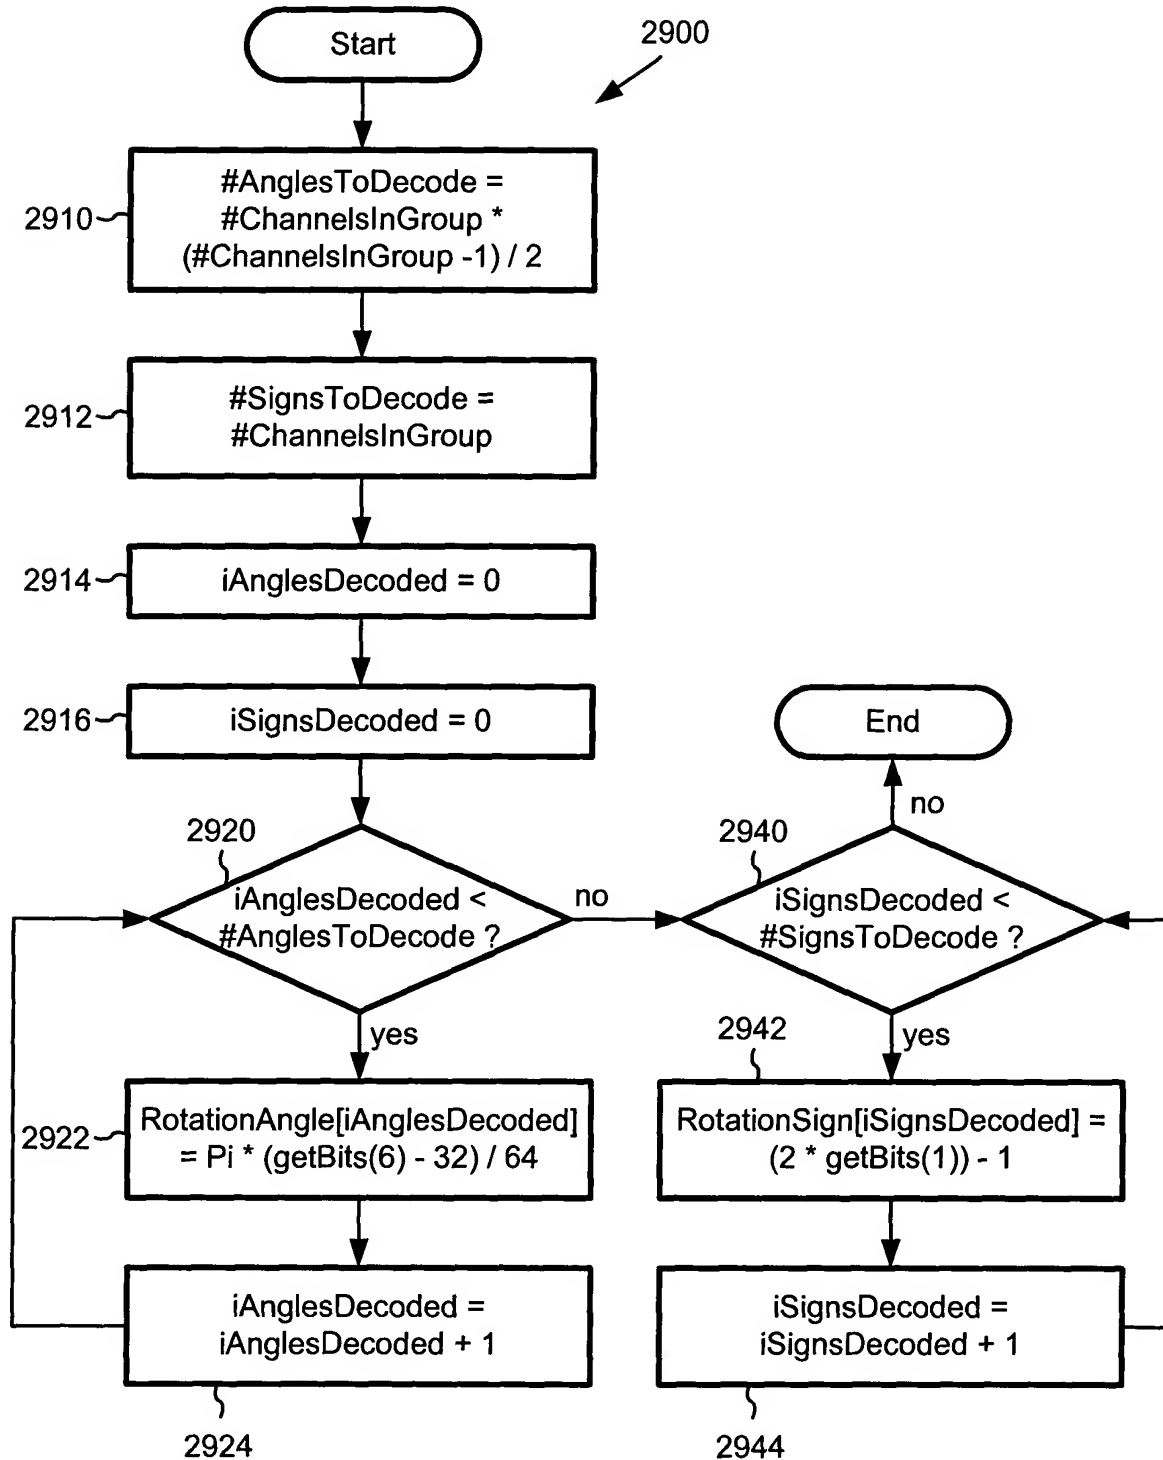 Start
2900
2910
#AnglesToDecode =
#ChannelsInGroup *
(#ChannelsInGroup -1) / 2
2912
#SignsToDecode =
#ChannelsInGroup
2914
iAnglesDecoded = 0
2916
iSignsDecoded = 0
End
no
2920
iAnglesDecoded <
#AnglesToDecode ?
no
2940
iSignsDecoded <
#SignsToDecode ?
yes
2922
RotationAngle[iAnglesDecoded]
= Pi * (getBits(6) - 32) / 64
yes
2942
RotationSign[iSignsDecoded] =
(2 * getBits(1)) - 1
iAnglesDecoded =
iAnglesDecoded + 1
2924
iSignsDecoded =
iSignsDecoded + 1
2944